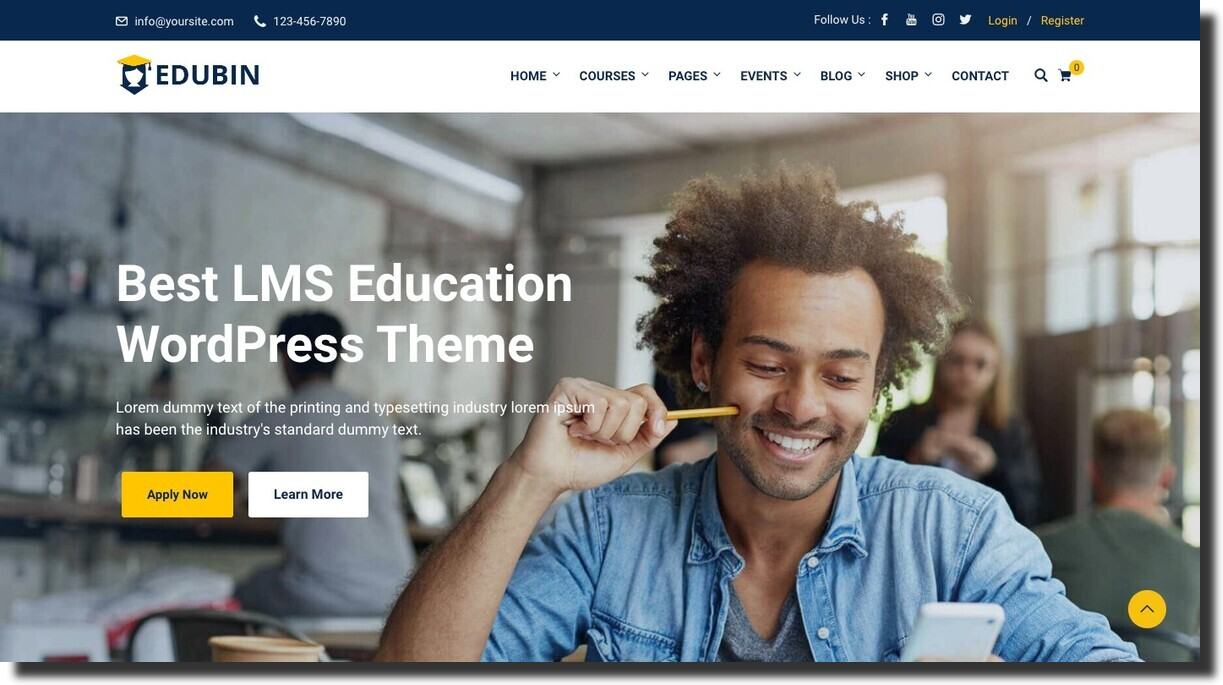 info@yoursite.com 123-456-7890 Follow Us : Login / Register
EDUBIN HOME COURSES PAGES EVENTS BLOG SHOP CONTACT 0
Best LMS Education
WordPress Theme
Lorem dummy text of the printing and typesetting industry lorem ipsum
has been the industry's standard dummy text.
Apply Now Learn More